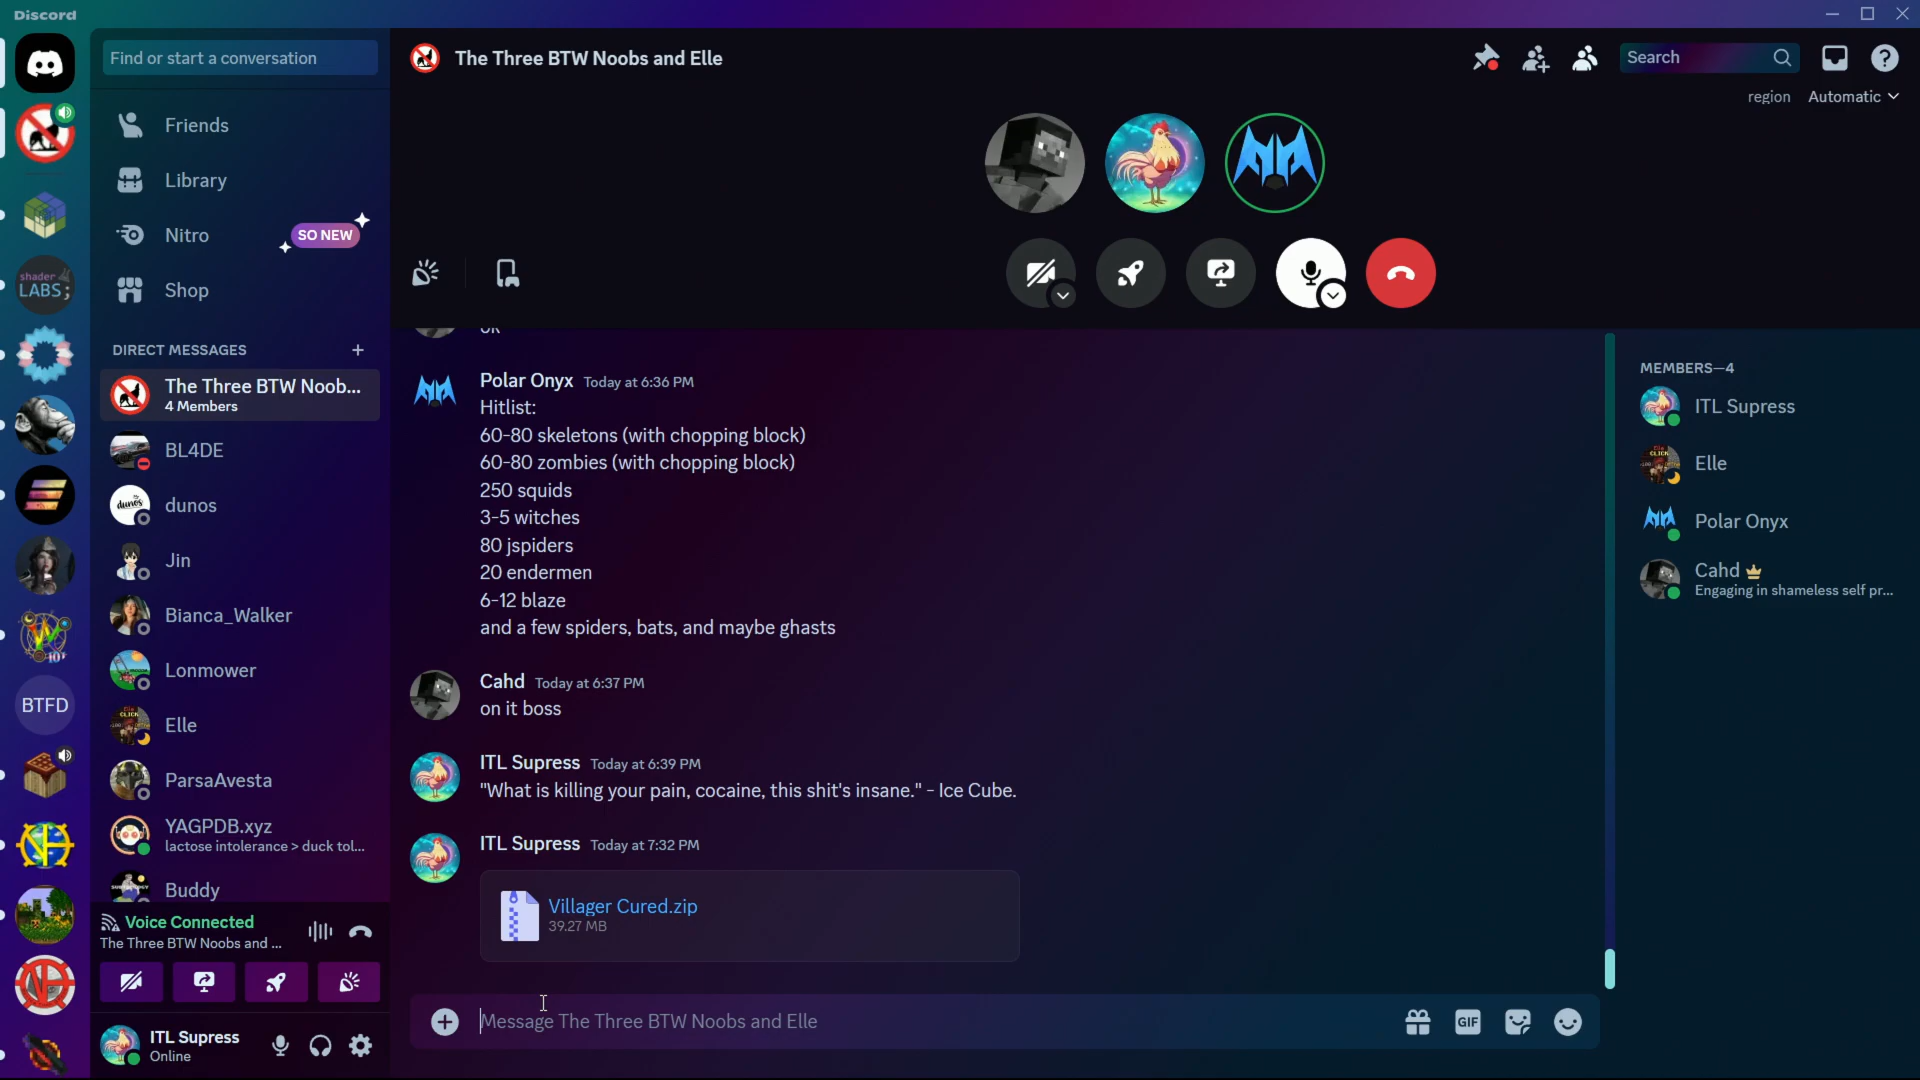 Discord
Find or start a conversation
The Three BTW Noobs and Elle
Search
region Automatic
Friends
Library
Nitro
SO NEW
Shop
DIRECT MESSAGES
The Three BTW Noob...
4 Members
BL4DE
dunos
Jin
Bianca_Walker
Lonmower
Elle
ParsaAvesta
YAGPDB.xyz
lactose intolerance > duck tol...
Buddy
Voice Connected
The Three BTW Noobs and ...
ITL Supress
Online
shader
LABS;
BTFD
Polar Onyx Today at 6:36 PM
Hitlist:
60-80 skeletons (with chopping block)
60-80 zombies (with chopping block)
250 squids
3-5 witches
80 jspiders
20 endermen
6-12 blaze
and a few spiders, bats, and maybe ghasts
Cahd Today at 6:37 PM
on it boss
ITL Supress Today at 6:39 PM
"What is killing your pain, cocaine, this shit's insane." - Ice Cube.
ITL Supress Today at 7:32 PM
Villager Cured.zip
39.27 MB
Message The Three BTW Noobs and Elle
GIF
MEMBERS—4
ITL Supress
Elle
Polar Onyx
Cahd
Engaging in shameless self pr...